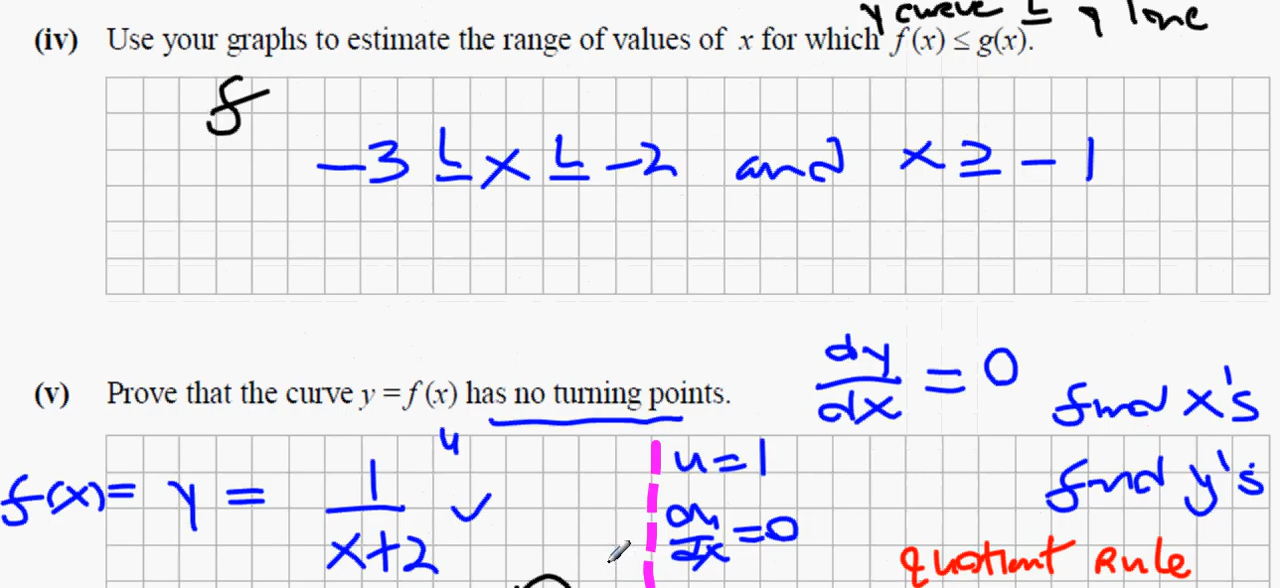 y curve ≤ y line
(iv) Use your graphs to estimate the range of values of x for which f(x) ≤ g(x).
f
-3 ≤ x ≤ -2 and x ≥ -1
dy/dx = 0
(v) Prove that the curve y = f(x) has no turning points.
find x's
f(x) = y = 1/(x+2)
u
v
u = 1
find y's
du/dx = 0
quotient Rule